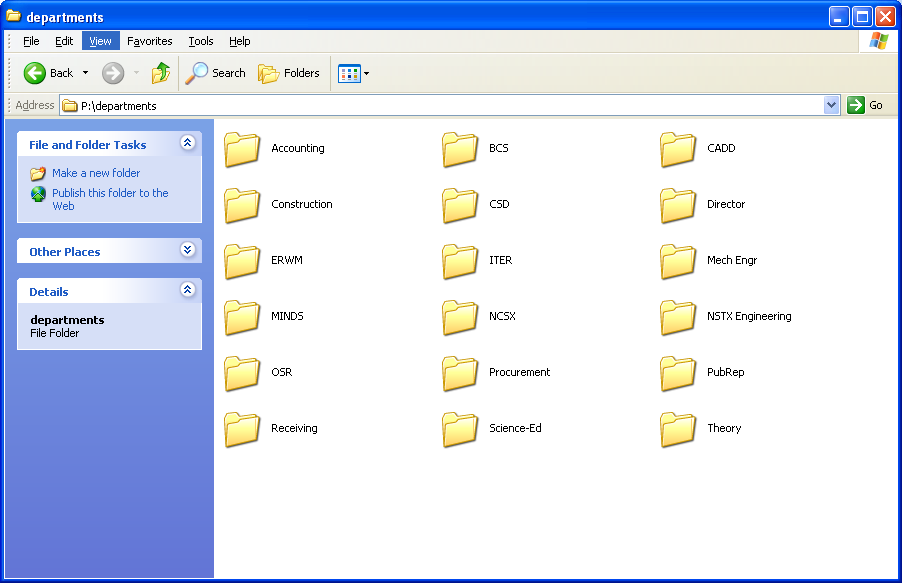 departments
File Edit View Favorites Tools Help
Back Search Folders
Address P:\departments Go
File and Folder Tasks
Make a new folder
Publish this folder to the
Web
Other Places
Details
departments
File Folder
Accounting BCS CADD
Construction CSD Director
ERWM ITER Mech Engr
MINDS NCSX NSTX Engineering
OSR Procurement PubRep
Receiving Science-Ed Theory